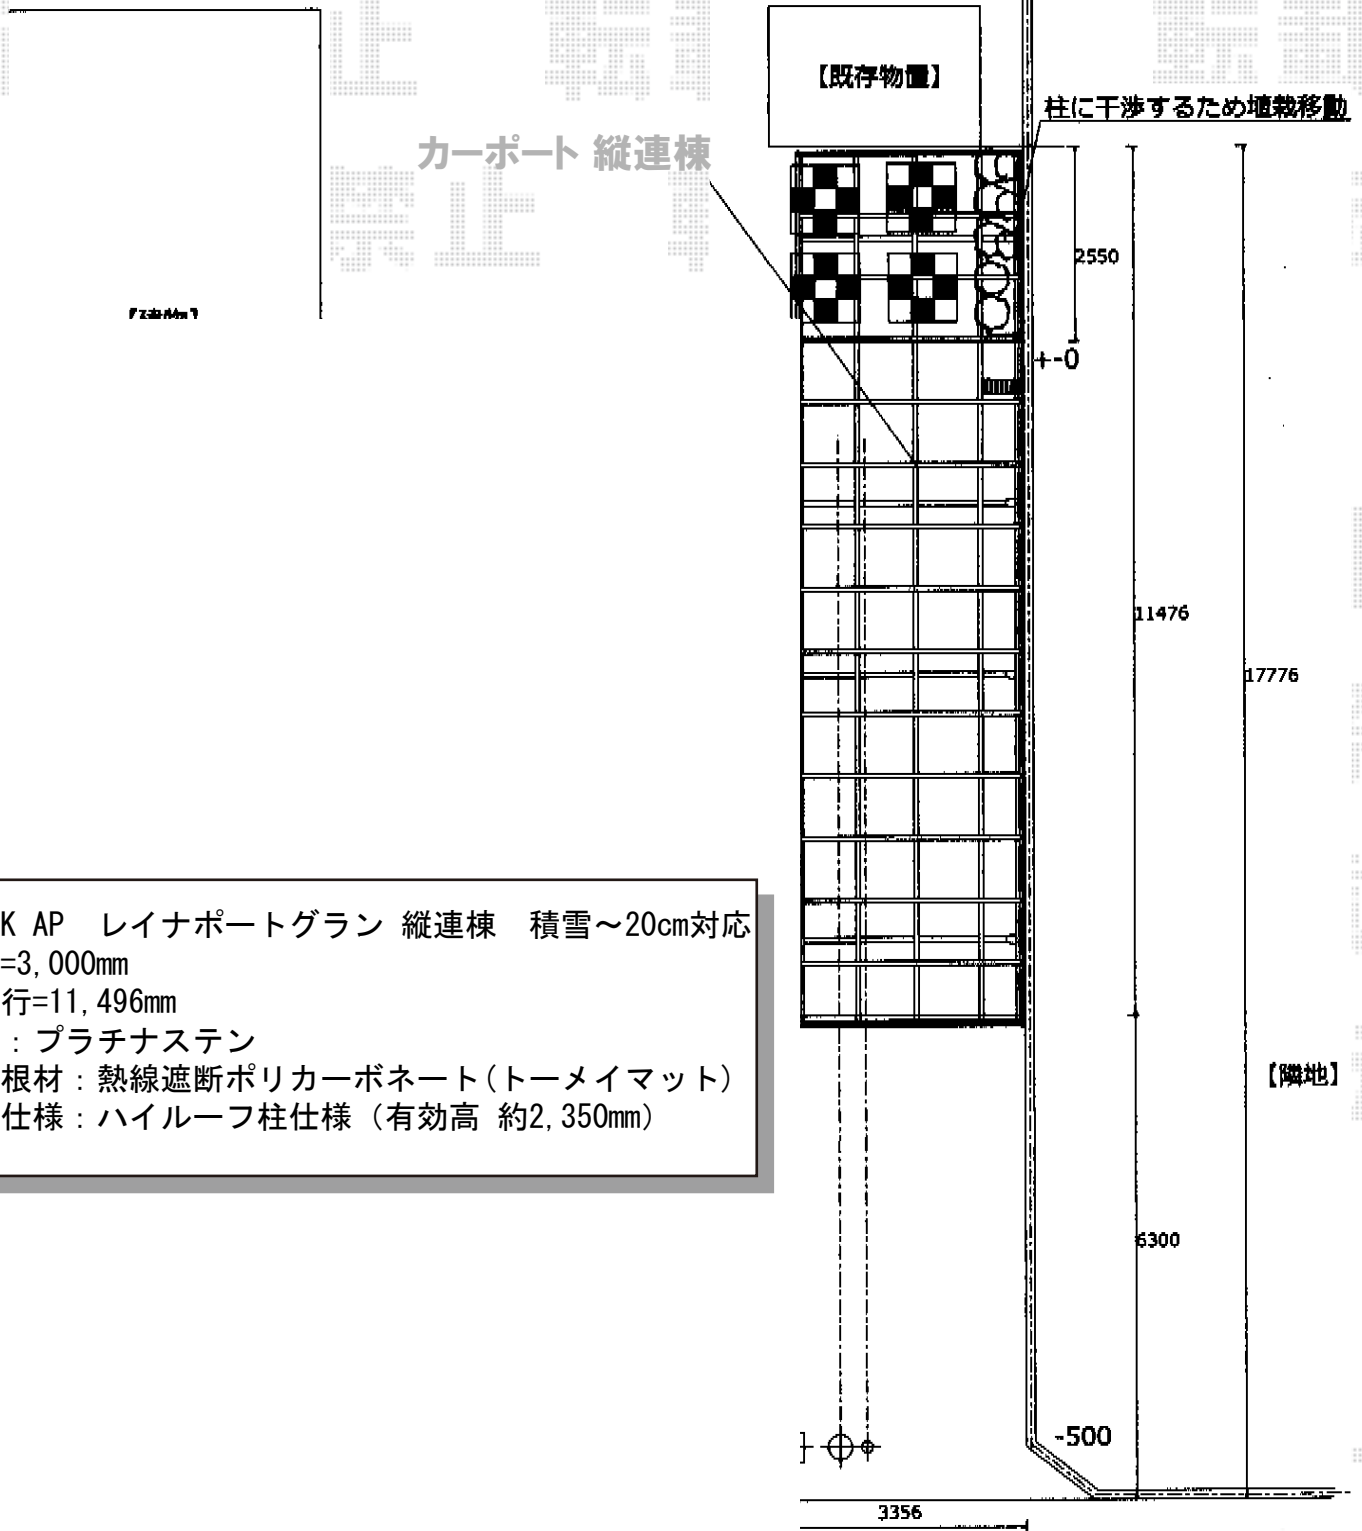 【既存物置】
柱に干渉するため植栽移動
カーポート 縦連棟
2550
+-0
【建物】
11476
17776
K AP レイナポートグラン 縦連棟 積雪～20cm対応
=3,000mm
行=11,496mm
：プラチナステン
根材：熱線遮断ポリカーボネート(トーメイマット)
仕様：ハイルーフ柱仕様（有効高 約2,350mm）
【隣地】
6300
-500
3356